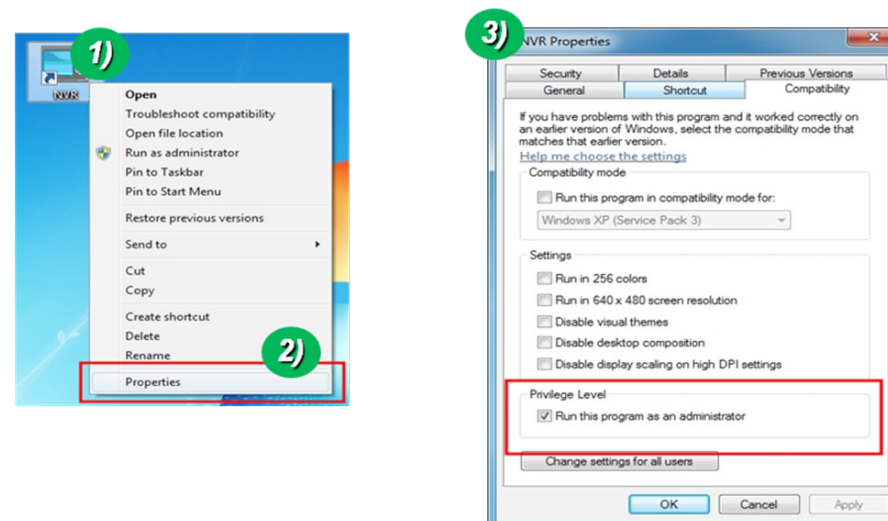 1)
NVR
Open
Troubleshoot compatibility
Open file location
Run as administrator
Pin to Taskbar
Pin to Start Menu
Restore previous versions
Send to
Cut
Copy
Create shortcut
Delete
Rename
2)
Properties
3)
NVR Properties
Security Details Previous Versions
General Shortcut Compatibility
If you have problems with this program and it worked correctly on
an earlier version of Windows, select the compatibility mode that
matches that earlier version.
Help me choose the settings
Compatibility mode
Run this program in compatibility mode for:
Windows XP (Service Pack 3)
Settings
Run in 256 colors
Run in 640 x 480 screen resolution
Disable visual themes
Disable desktop composition
Disable display scaling on high DPI settings
Privilege Level
Run this program as an administrator
Change settings for all users
OK Cancel Apply